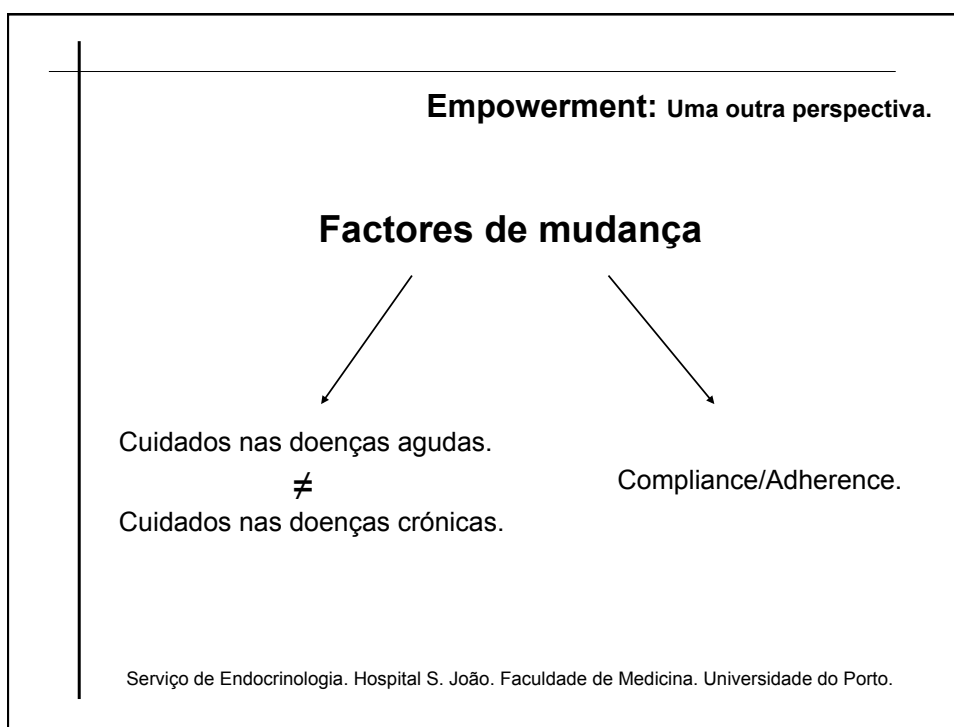 Empowerment: Uma outra perspectiva.
Factores de mudança
Cuidados nas doenças agudas.
≠
Cuidados nas doenças crónicas.
Compliance/Adherence.
Serviço de Endocrinologia. Hospital S. João. Faculdade de Medicina. Universidade do Porto.